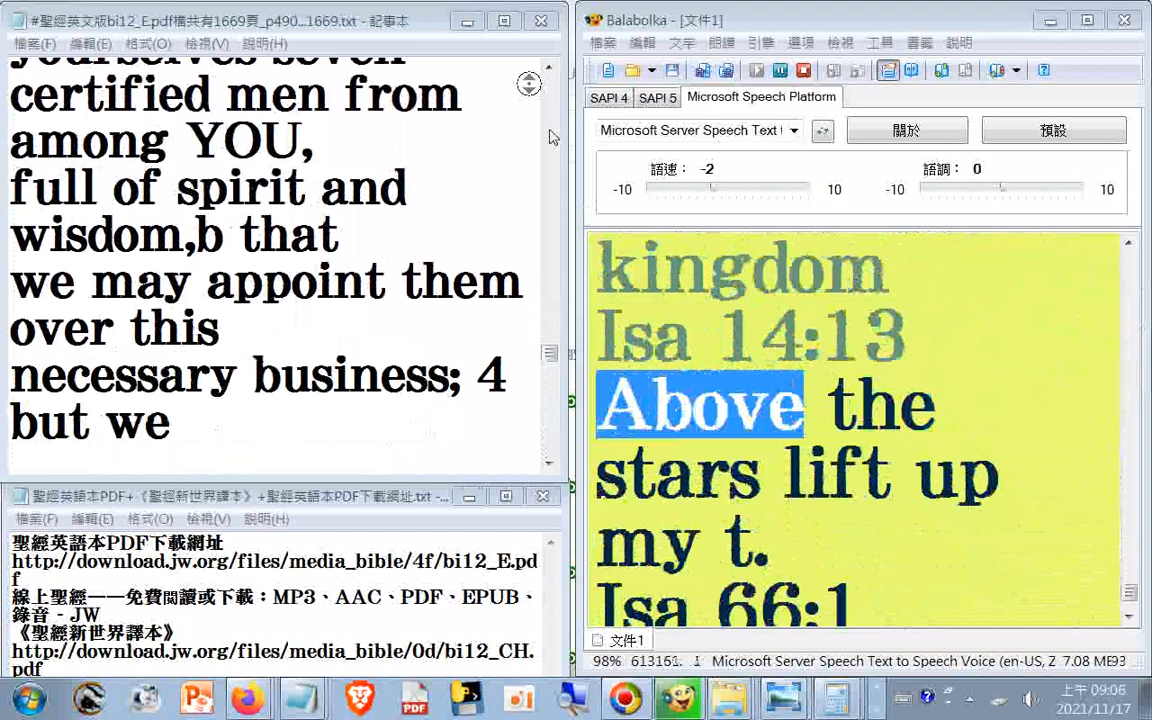 #聖經英文版bi12_E.pdf檔共有1669頁_p490...1669.txt - 記事本
檔案(F) 編輯(E) 格式(O) 檢視(V) 說明(H)
yourselves seven
certified men from
among YOU,
full of spirit and
wisdom,b that
we may appoint them
over this
necessary business; 4
but we
聖經英語本PDF+《聖經新世界譯本》+聖經英語本PDF下載網址.txt -...
檔案(F) 編輯(E) 格式(O) 檢視(V) 說明(H)
聖經英語本PDF下載網址
http://download.jw.org/files/media_bible/4f/bi12_E.pd
f
線上聖經——免費閱讀或下載：MP3、AAC、PDF、EPUB、
錄音 - JW
《聖經新世界譯本》
http://download.jw.org/files/media_bible/0d/bi12_CH.
pdf
Balabolka - [文件1]
檔案 編輯 文字 朗讀 引擎 選項 檢視 工具 書籤 說明
SAPI 4 SAPI 5 Microsoft Speech Platform
Microsoft Server Speech Text 關於 預設
語速： -2 語調： 0
-10 10 -10 10
kingdom
Isa 14:13
Above the
stars lift up
my t.
Isa 66:1
文件1
98% Microsoft Server Speech Text to Speech Voice (en-US, Z 7.08 ME
PDF
上午 09:06
2021/11/17